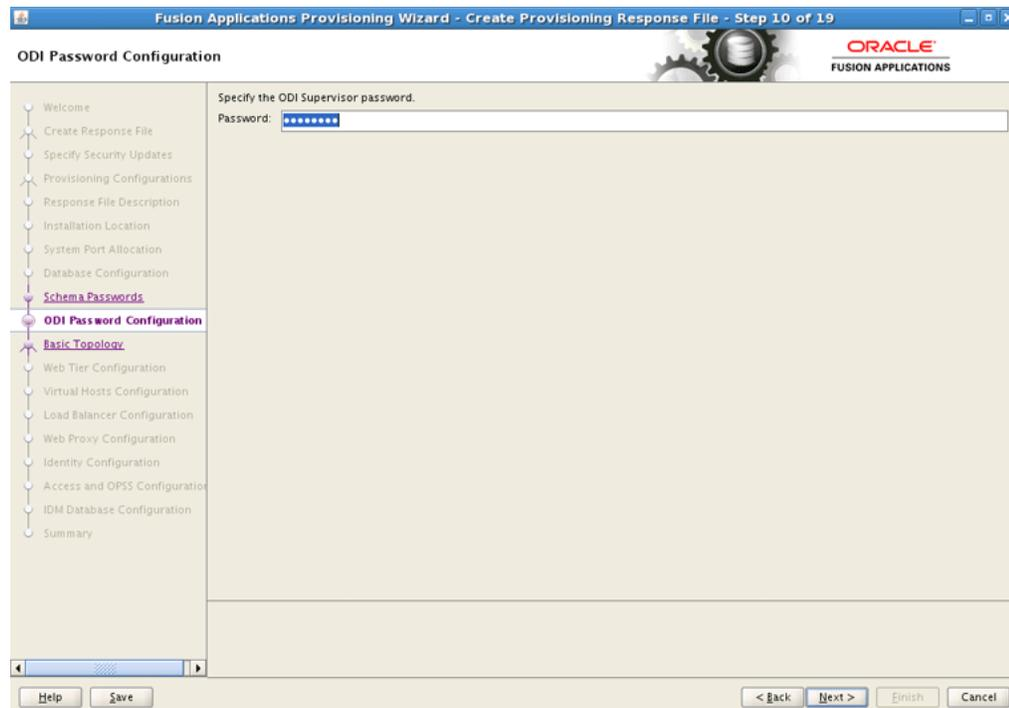 Fusion Applications Provisioning Wizard - Create Provisioning Response File - Step 10 of 19
ODI Password Configuration
ORACLE
FUSION APPLICATIONS
Welcome
Create Response File
Specify Security Updates
Provisioning Configurations
Response File Description
Installation Location
System Port Allocation
Database Configuration
Schema Passwords
ODI Password Configuration
Basic Topology
Web Tier Configuration
Virtual Hosts Configuration
Load Balancer Configuration
Web Proxy Configuration
Identity Configuration
Access and OPSS Configuration
IDM Database Configuration
Summary
Specify the ODI Supervisor password.
Password: ••••••••
Help Save < Back Next > Finish Cancel